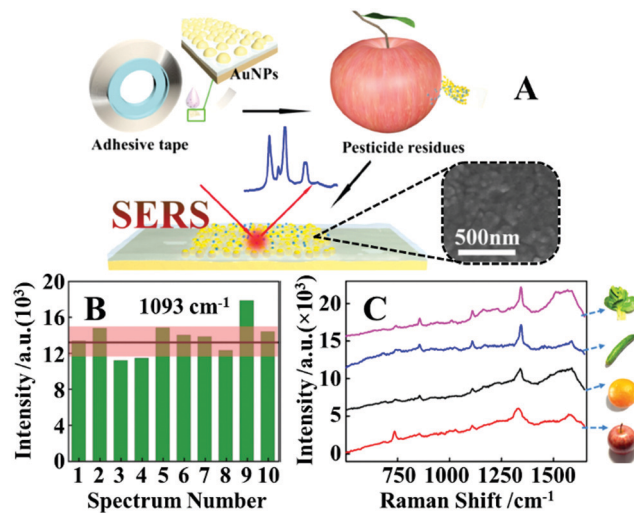 AuNPs
A
Adhesive tape
Pesticide residues
SERS
500nm
B
1093 cm⁻¹
Intensity /a.u.(10³)
20
16
12
8
4
0
1 2 3 4 5 6 7 8 9 10
Spectrum Number
C
Intensity /a.u.(×10³)
20
15
10
5
0
750 1000 1250 1500
Raman Shift /cm⁻¹